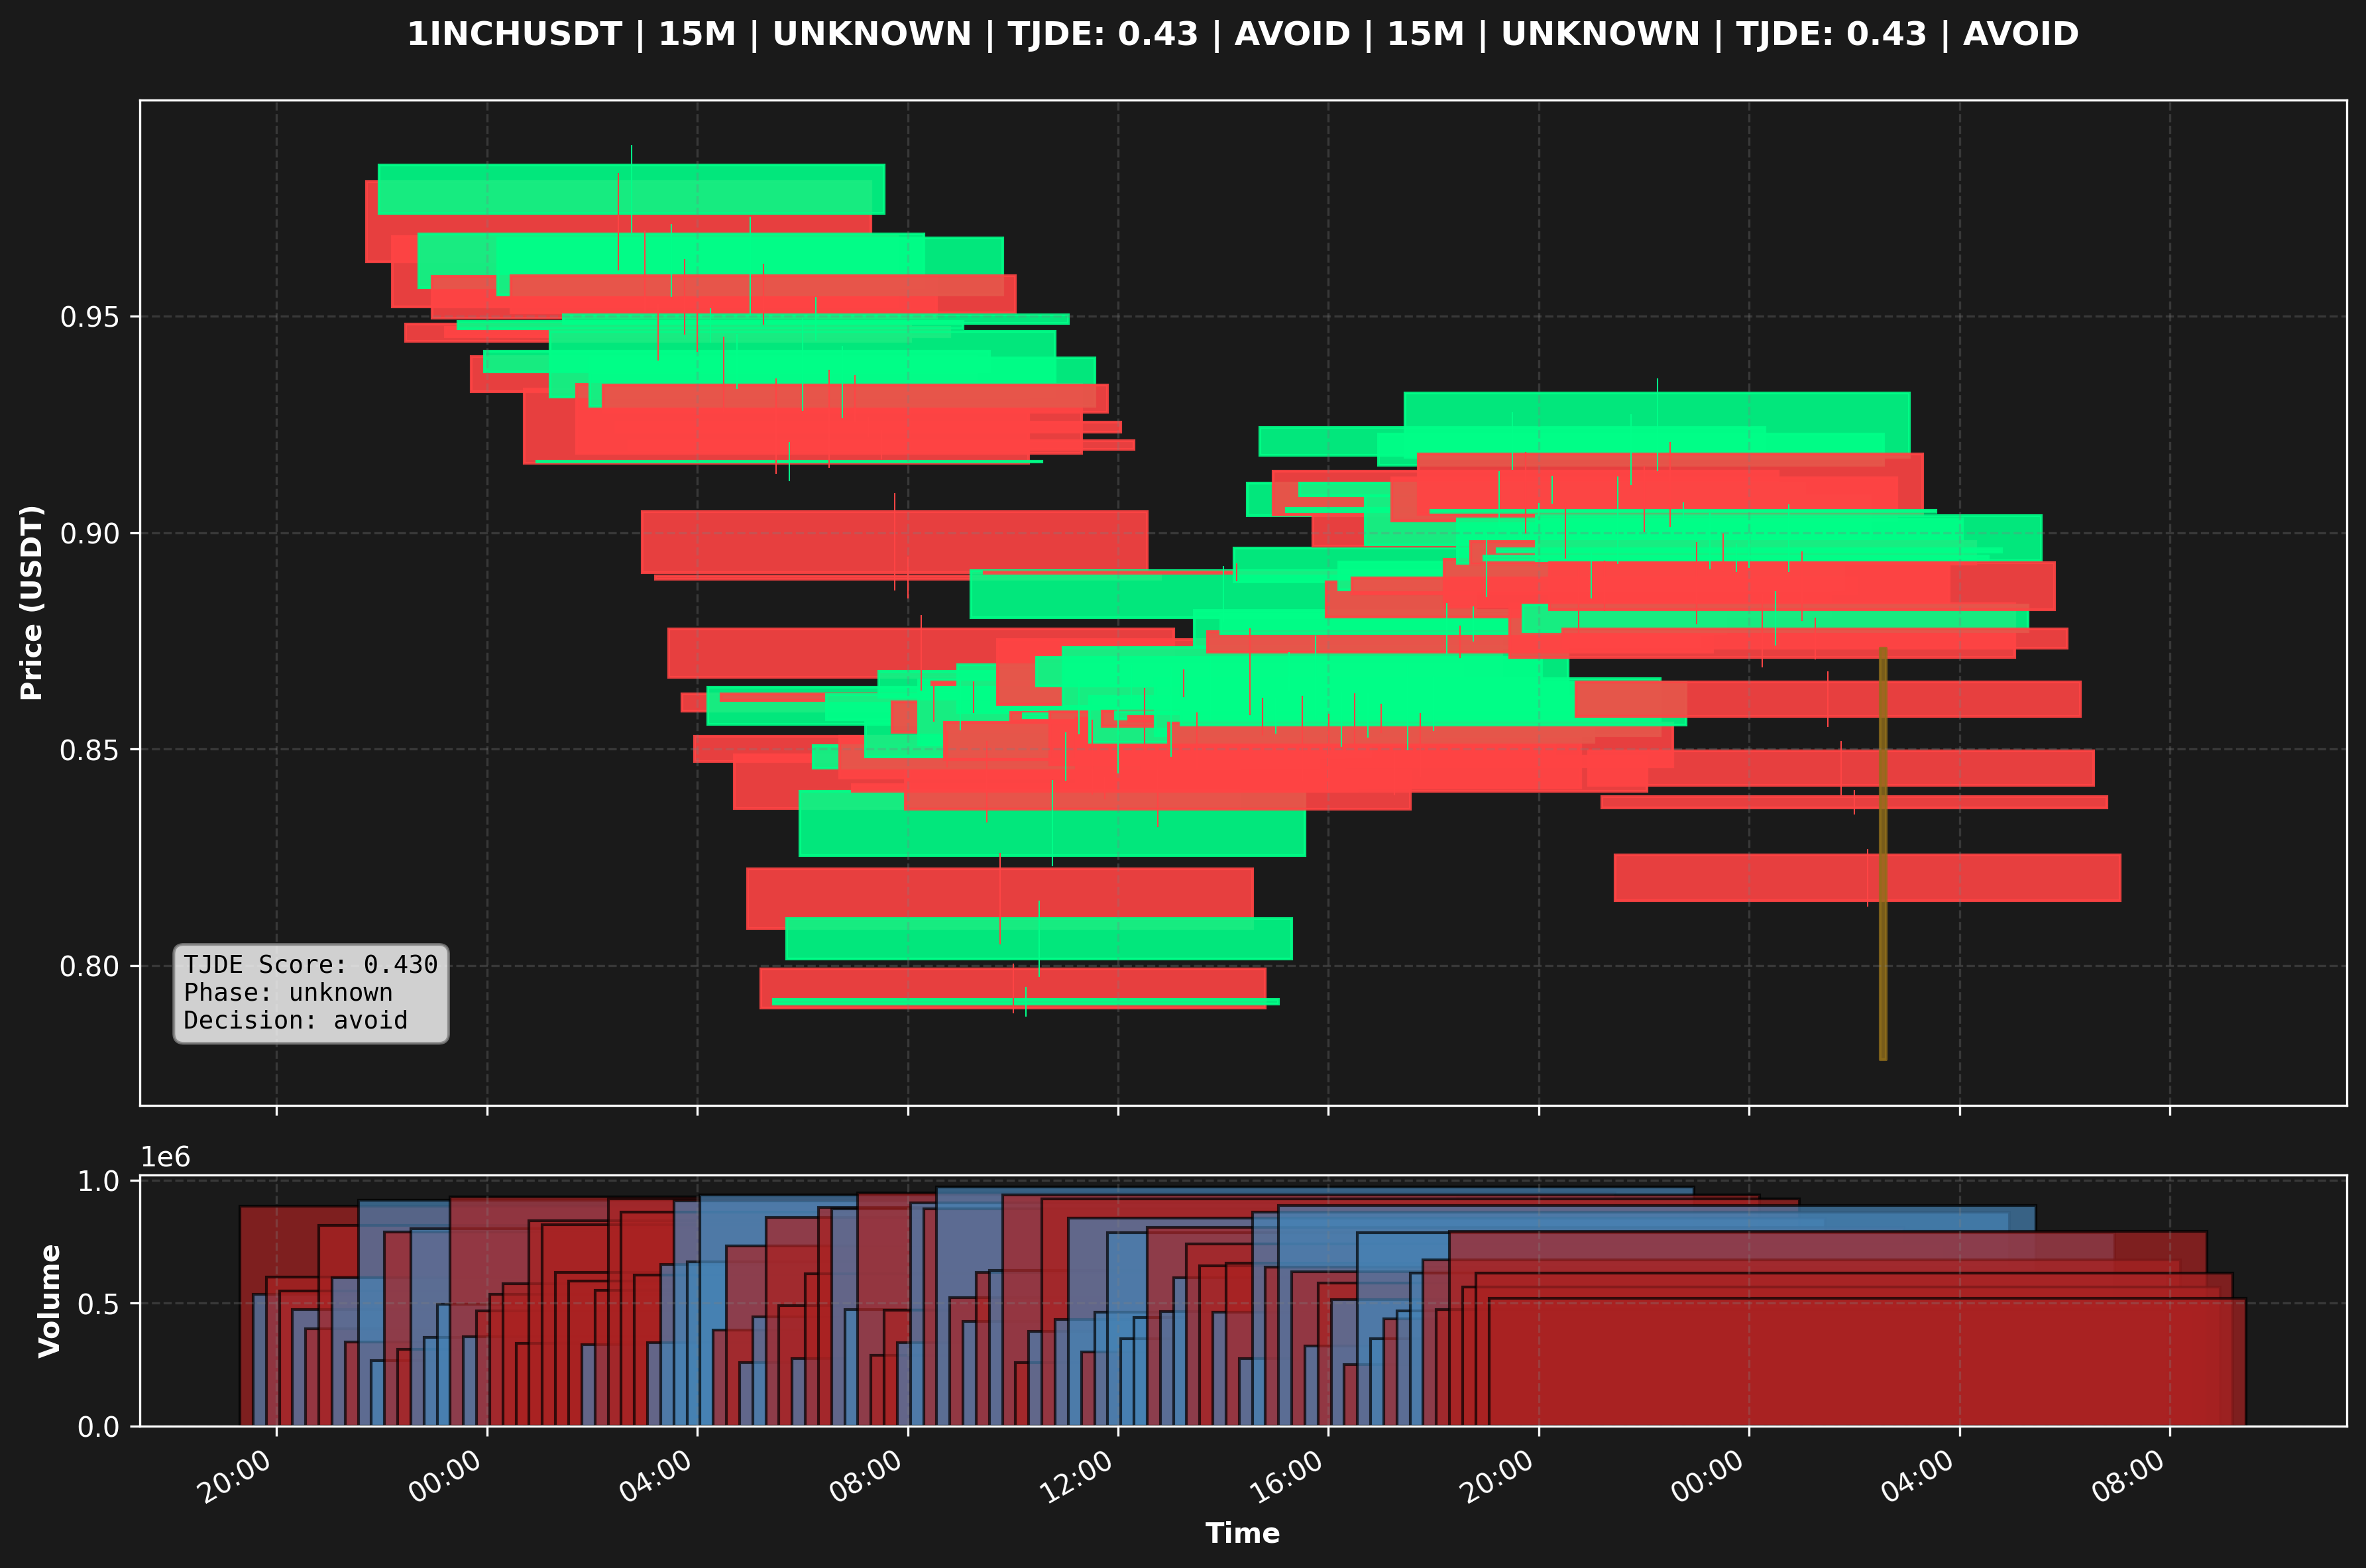 1INCHUSDT | 15M | UNKNOWN | TJDE: 0.43 | AVOID | 15M | UNKNOWN | TJDE: 0.43 | AVOID
Price (USDT)
0.95
0.90
0.85
0.80
TJDE Score: 0.430
Phase: unknown
Decision: avoid
1e6
Volume
1.0
0.5
0.0
20:00
00:00
04:00
08:00
12:00
16:00
20:00
00:00
04:00
08:00
Time